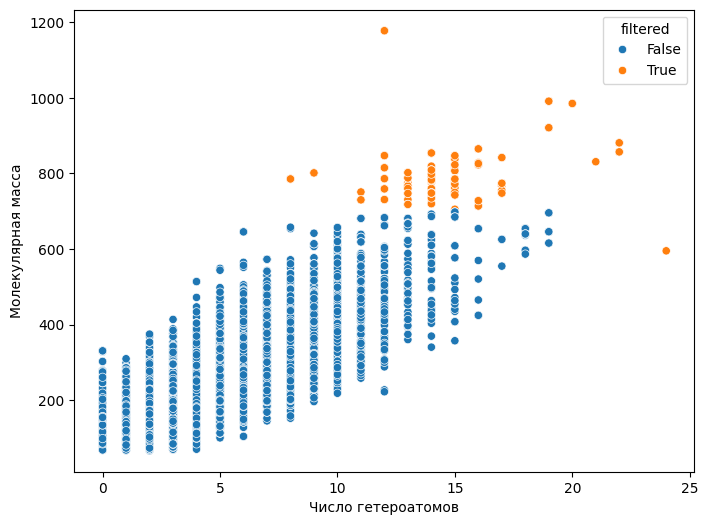 filtered
False
True
1200
1000
800
600
400
200
Молекулярная масса
0
5
10
15
20
25
Число гетероатомов